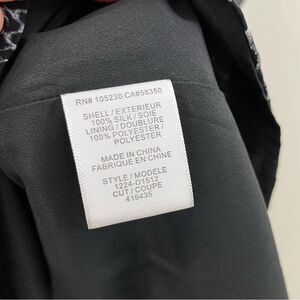 RN# 105230 CA#58350
SHELL / EXTERIEUR
100% SILK / SOIE
LINING / DOUBLURE
100% POLYESTER /
POLYESTER
MADE IN CHINA
FABRIQUE EN CHINE
STYLE / MODELE
1224-D1512
CUT / COUPE
416435